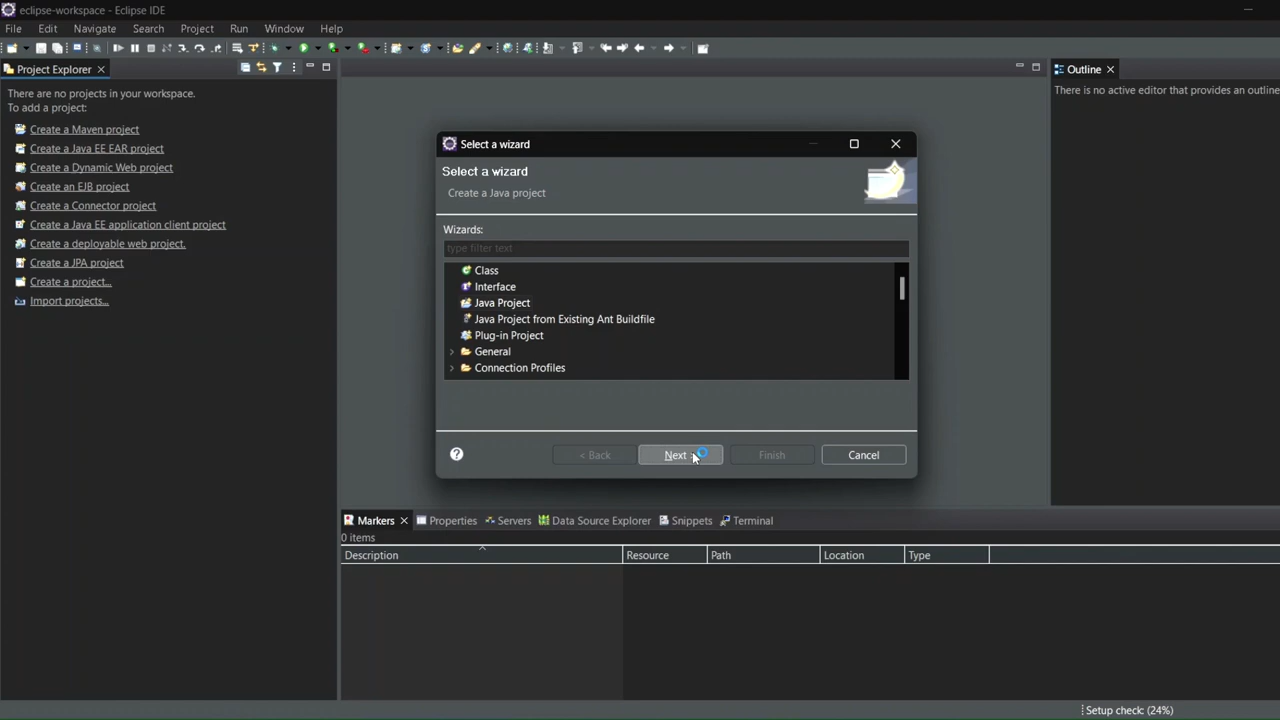 eclipse-workspace - Eclipse IDE
File Edit Navigate Search Project Run Window Help
Project Explorer
There are no projects in your workspace.
To add a project:
Create a Maven project
Create a Java EE EAR project
Create a Dynamic Web project
Create an EJB project
Create a Connector project
Create a Java EE application client project
Create a deployable web project.
Create a JPA project
Create a project...
Import projects...
Outline
There is no active editor that provides an outline
Select a wizard
Select a wizard
Create a Java project
Wizards:
type filter text
Class
Interface
Java Project
Java Project from Existing Ant Buildfile
Plug-in Project
General
Connection Profiles
< Back Next > Finish Cancel
Markers Properties Servers Data Source Explorer Snippets Terminal
0 items
Description Resource Path Location Type
Setup check: (24%)